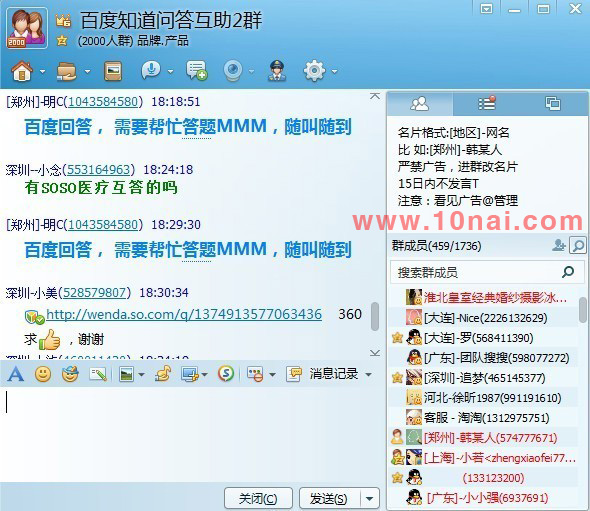 百度知道问答互助2群
(2000人群) 品牌.产品
2000
[郑州]-明C(1043584580) 18:18:51
百度回答， 需要帮忙答题MMM，随叫随到
深圳--小念(553164963) 18:24:18
有SOSO医疗互答的吗
[郑州]-明C(1043584580) 18:29:30
百度回答， 需要帮忙答题MMM，随叫随到
深圳-小美(528579807) 18:30:34
http://wenda.so.com/q/1374913577063436 360
求 ，谢谢
消息记录
关闭(C)
发送(S)
名片格式:[地区]-网名
比 如:[郑州]-韩某人
严禁广告，进群改名片
15日内不发言T
注意：看见广告@管理
www.10nai.com
群成员(459/1736)
搜索群成员
淮北皇室经典婚纱摄影冰...
[大连]-Nice(2226132629)
[大连]-罗(568411390)
[广东]-团队搜搜(598077272)
[深圳]-追梦(465145377)
河北-徐昕1987(991191610)
客服 - 淘淘(1312975751)
[郑州]-韩某人(574777671)
[上海]-小若<zhengxiaofei77...
(133123200)
[广东]-小小强(6937691)